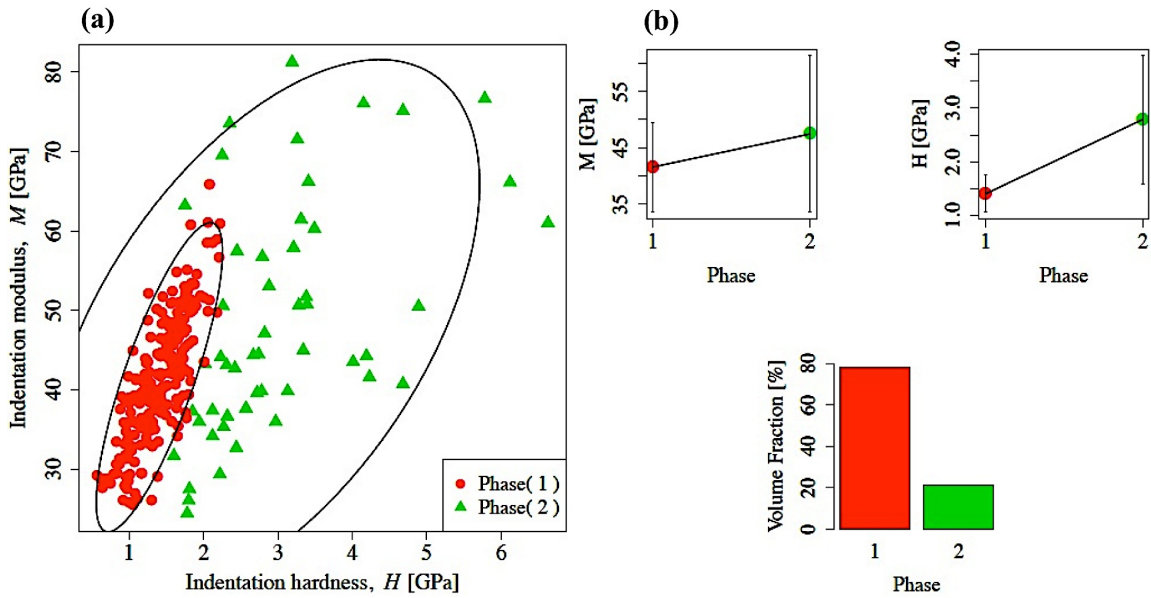 (a)
80
70
60
50
40
30
Indentation modulus, M [GPa]
1 2 3 4 5 6
Indentation hardness, H [GPa]
Phase( 1 )
Phase( 2 )
(b)
55
45
35
M [GPa]
1 2
Phase
4.0
3.0
2.0
1.0
H [GPa]
1 2
Phase
80
60
40
20
0
Volume Fraction [%]
1 2
Phase